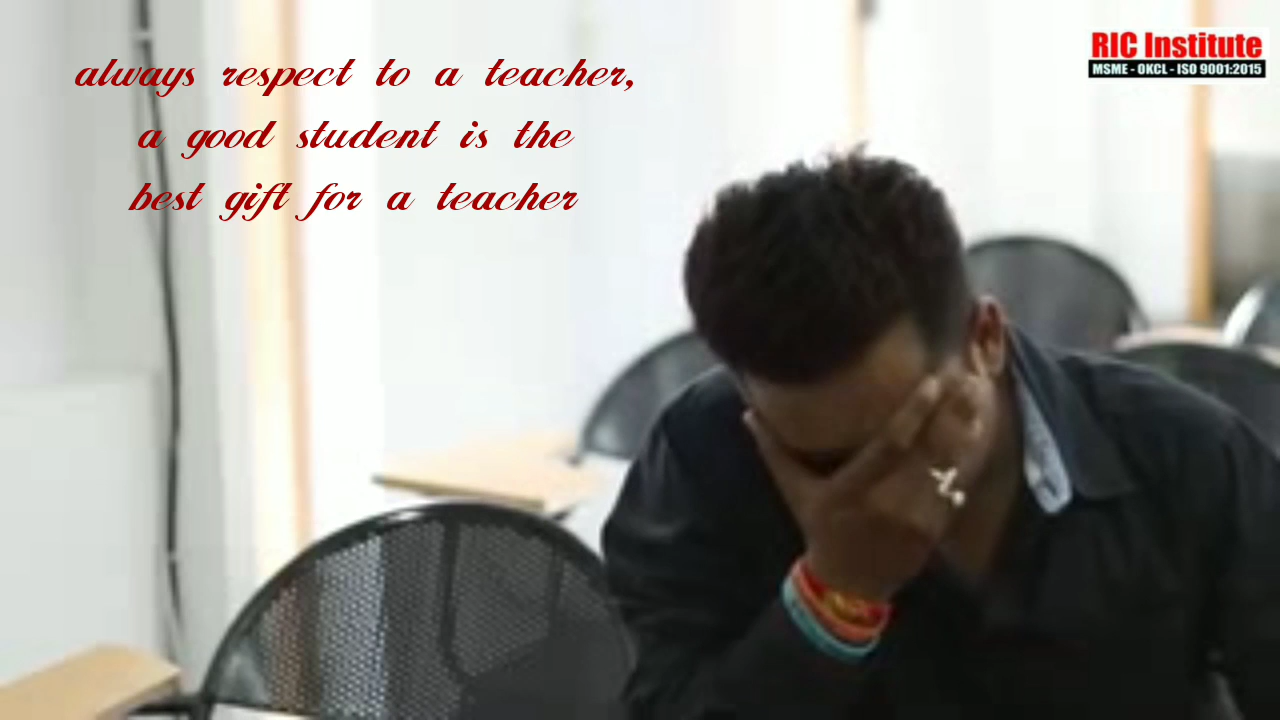 always respect to a teacher,
a good student is the
best gift for a teacher
RIC Institute
MSME - OKCL - ISO 9001:2015